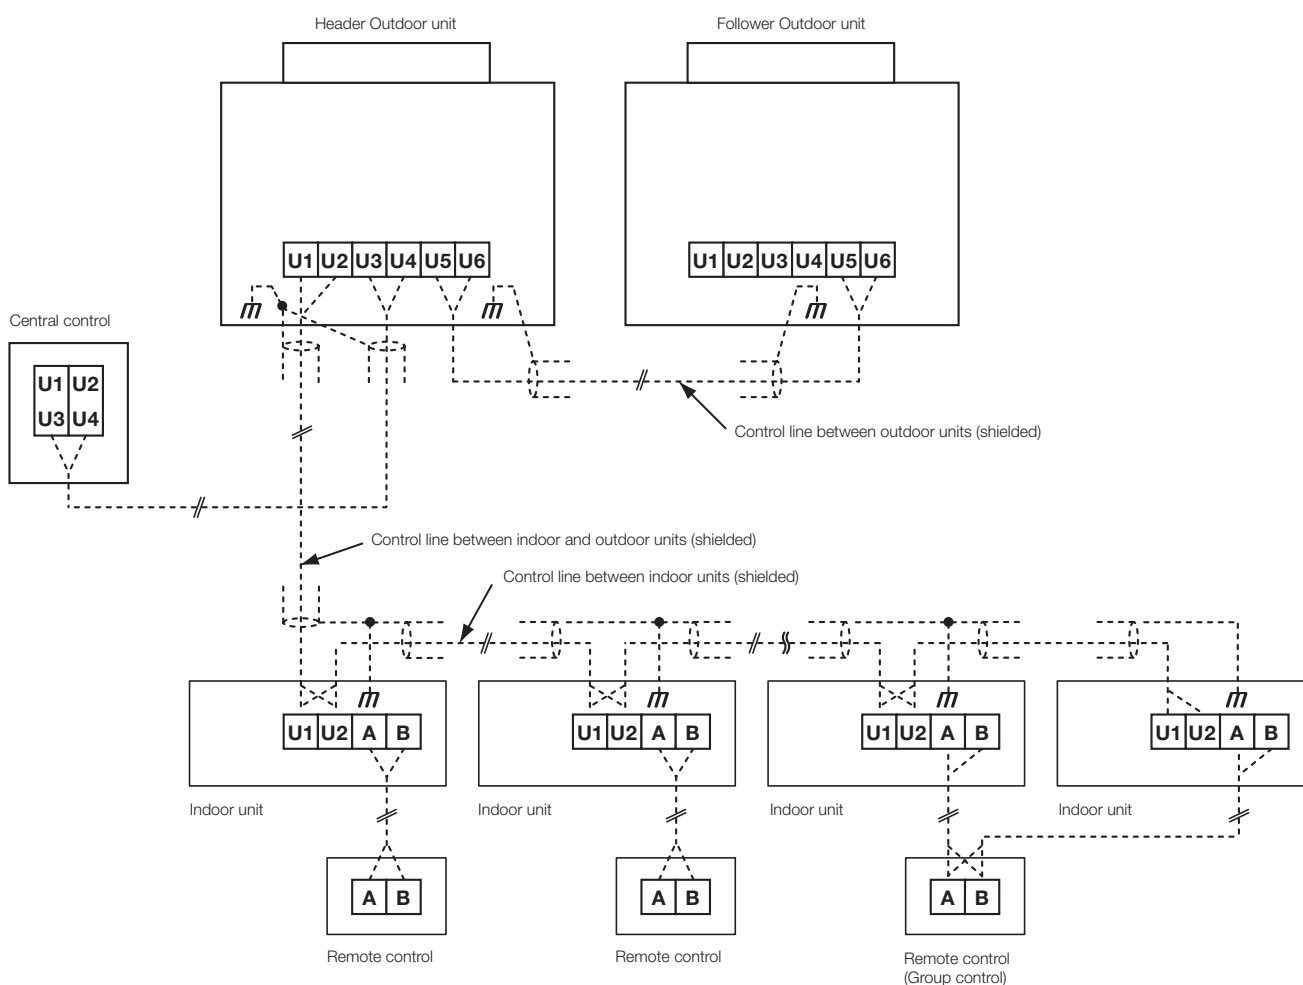 Header Outdoor unit
Follower Outdoor unit
U1 U2 U3 U4 U5 U6
U1 U2 U3 U4 U5 U6
Central control
U1 U2
U3 U4
Control line between outdoor units (shielded)
Control line between indoor and outdoor units (shielded)
Control line between indoor units (shielded)
U1 U2 A B
U1 U2 A B
U1 U2 A B
U1 U2 A B
Indoor unit
Indoor unit
Indoor unit
Indoor unit
A B
A B
A B
Remote control
Remote control
Remote control
(Group control)